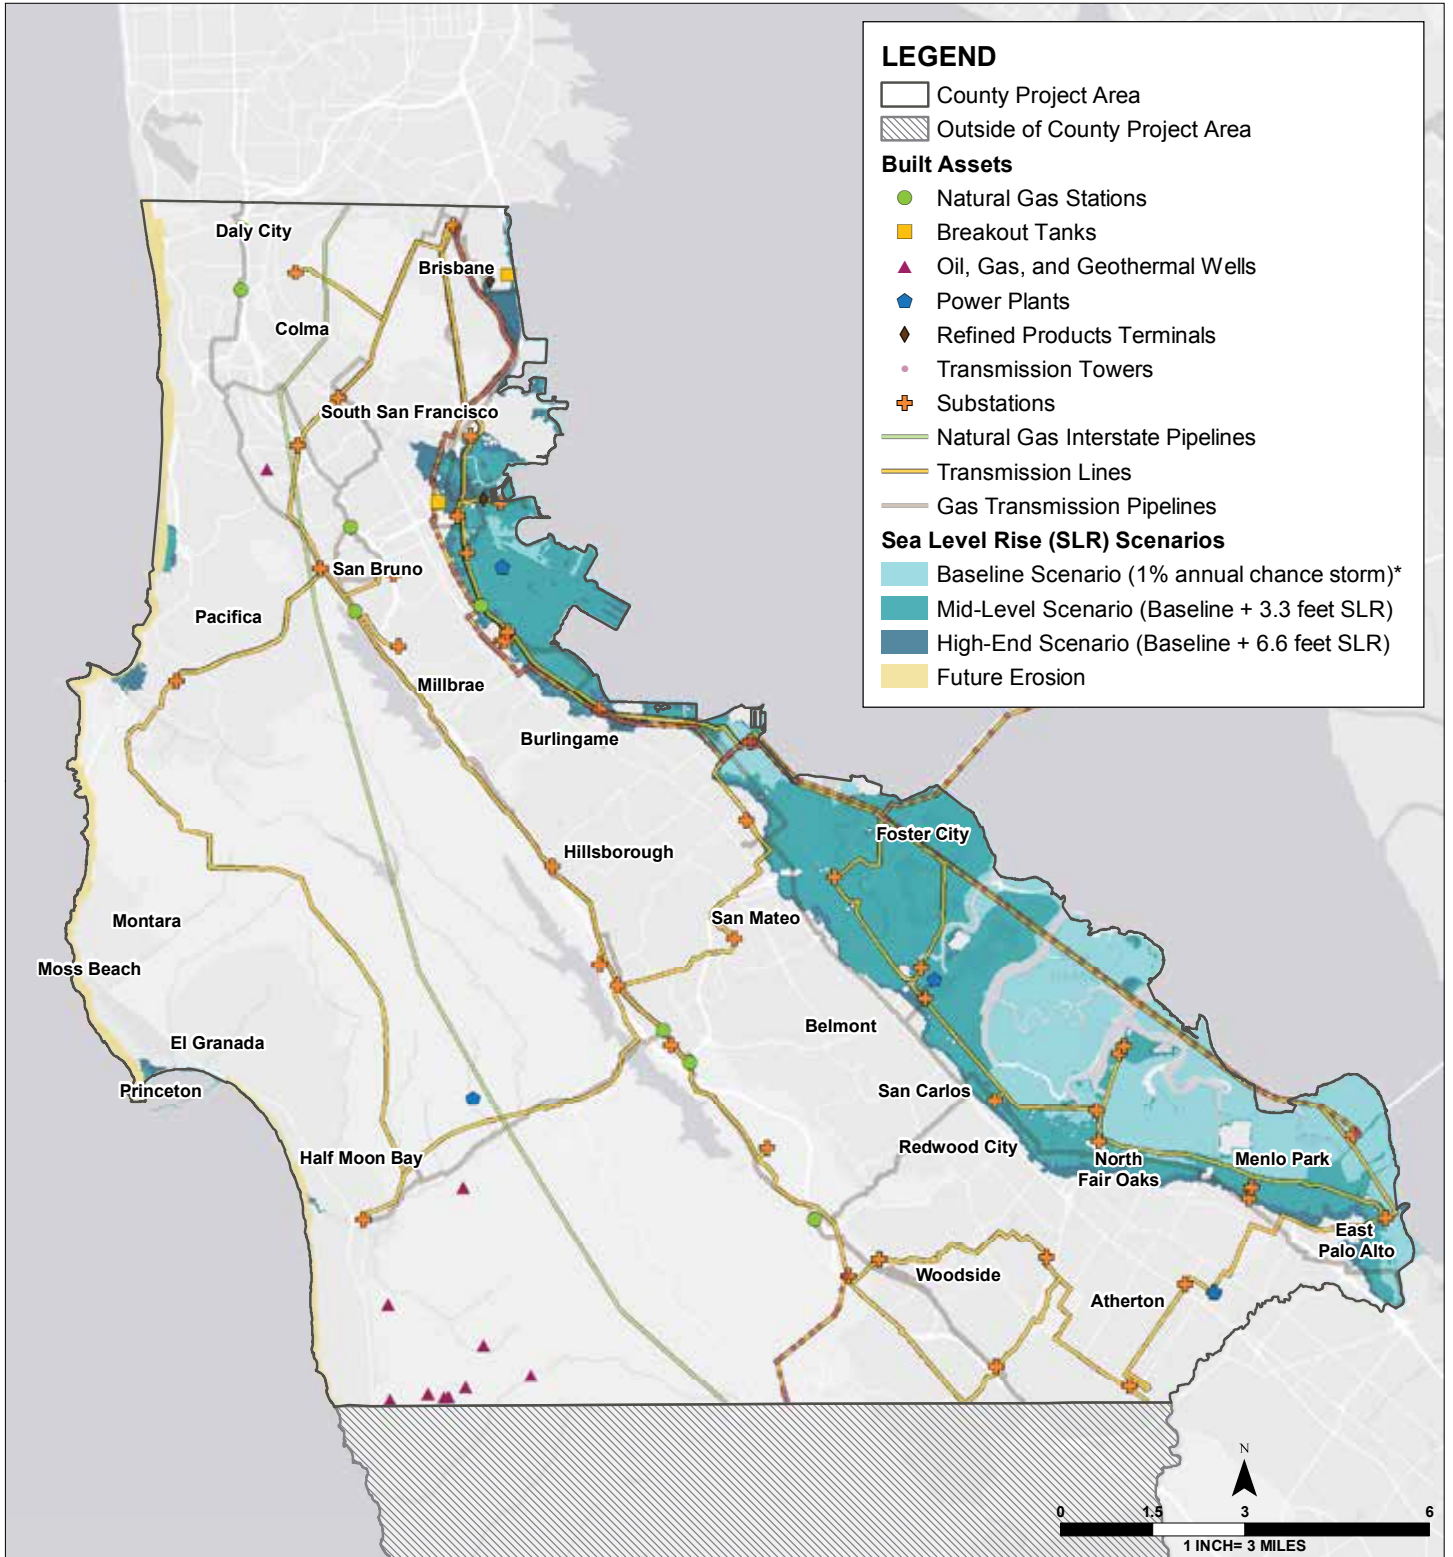 LEGEND
County Project Area
Outside of County Project Area
Built Assets
Natural Gas Stations
Breakout Tanks
Oil, Gas, and Geothermal Wells
Power Plants
Refined Products Terminals
Transmission Towers
Substations
Natural Gas Interstate Pipelines
Transmission Lines
Gas Transmission Pipelines
Sea Level Rise (SLR) Scenarios
Baseline Scenario (1% annual chance storm)*
Mid-Level Scenario (Baseline + 3.3 feet SLR)
High-End Scenario (Baseline + 6.6 feet SLR)
Future Erosion
Daly City
Brisbane
Colma
South San Francisco
San Bruno
Pacifica
Millbrae
Burlingame
Foster City
Hillsborough
San Mateo
Montara
Moss Beach
Belmont
El Granada
Princeton
San Carlos
Redwood City
Half Moon Bay
North
Fair Oaks
Menlo Park
East
Palo Alto
Woodside
Atherton
N
0 1.5 3 6
1 INCH= 3 MILES